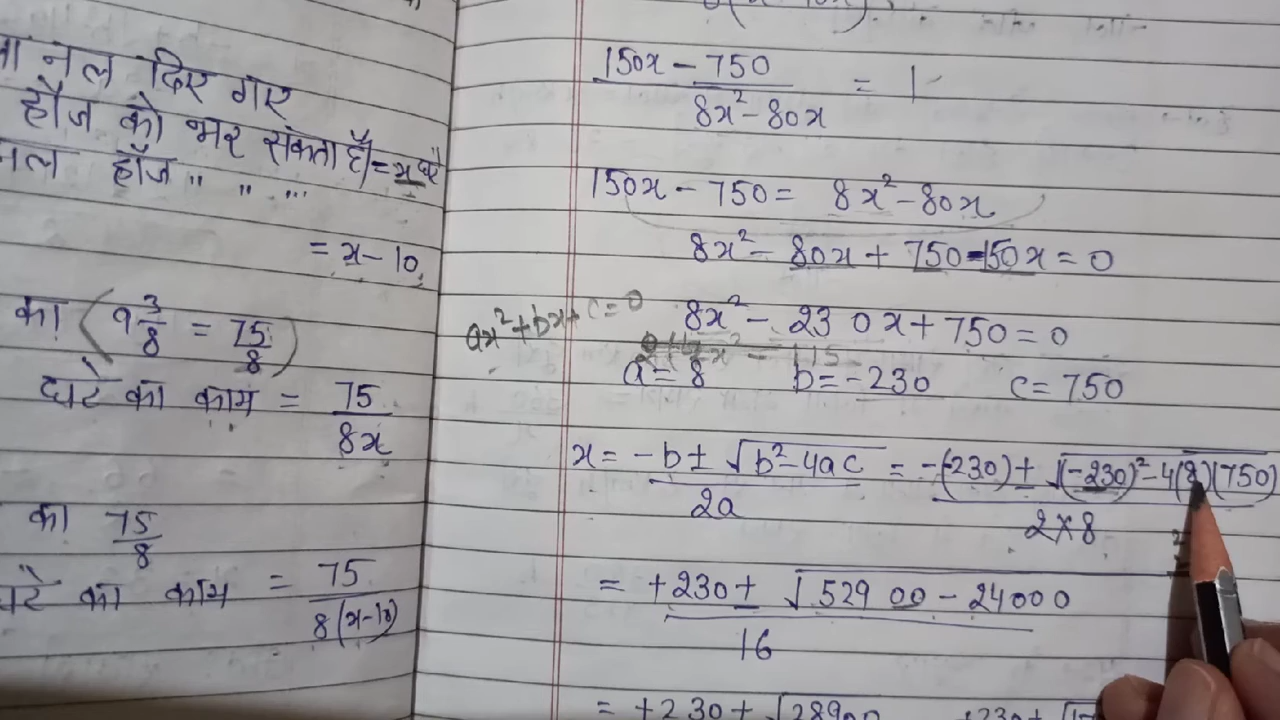 नल दिए गए
हौज को भर सकता है = x घंटे
नल हौज " " "
= x - 10
का (9 3/8 = 75/8)
घंटे का काम = 75/8x
का 75/8
घंटे का काम = 75/8(x-10)
150x - 750 / 8x² - 80x = 1
150x - 750 = 8x² - 80x
8x² - 80x + 750 - 150x = 0
ax² + bx + c = 0
8x² - 230x + 750 = 0
a = 8 b = -230 c = 750
x = -b ± √b² - 4ac / 2a = -(-230) ± √(-230)² - 4(8)(750) / 2×8
= +230 ± √52900 - 24000 / 16
= +230 ± √28900